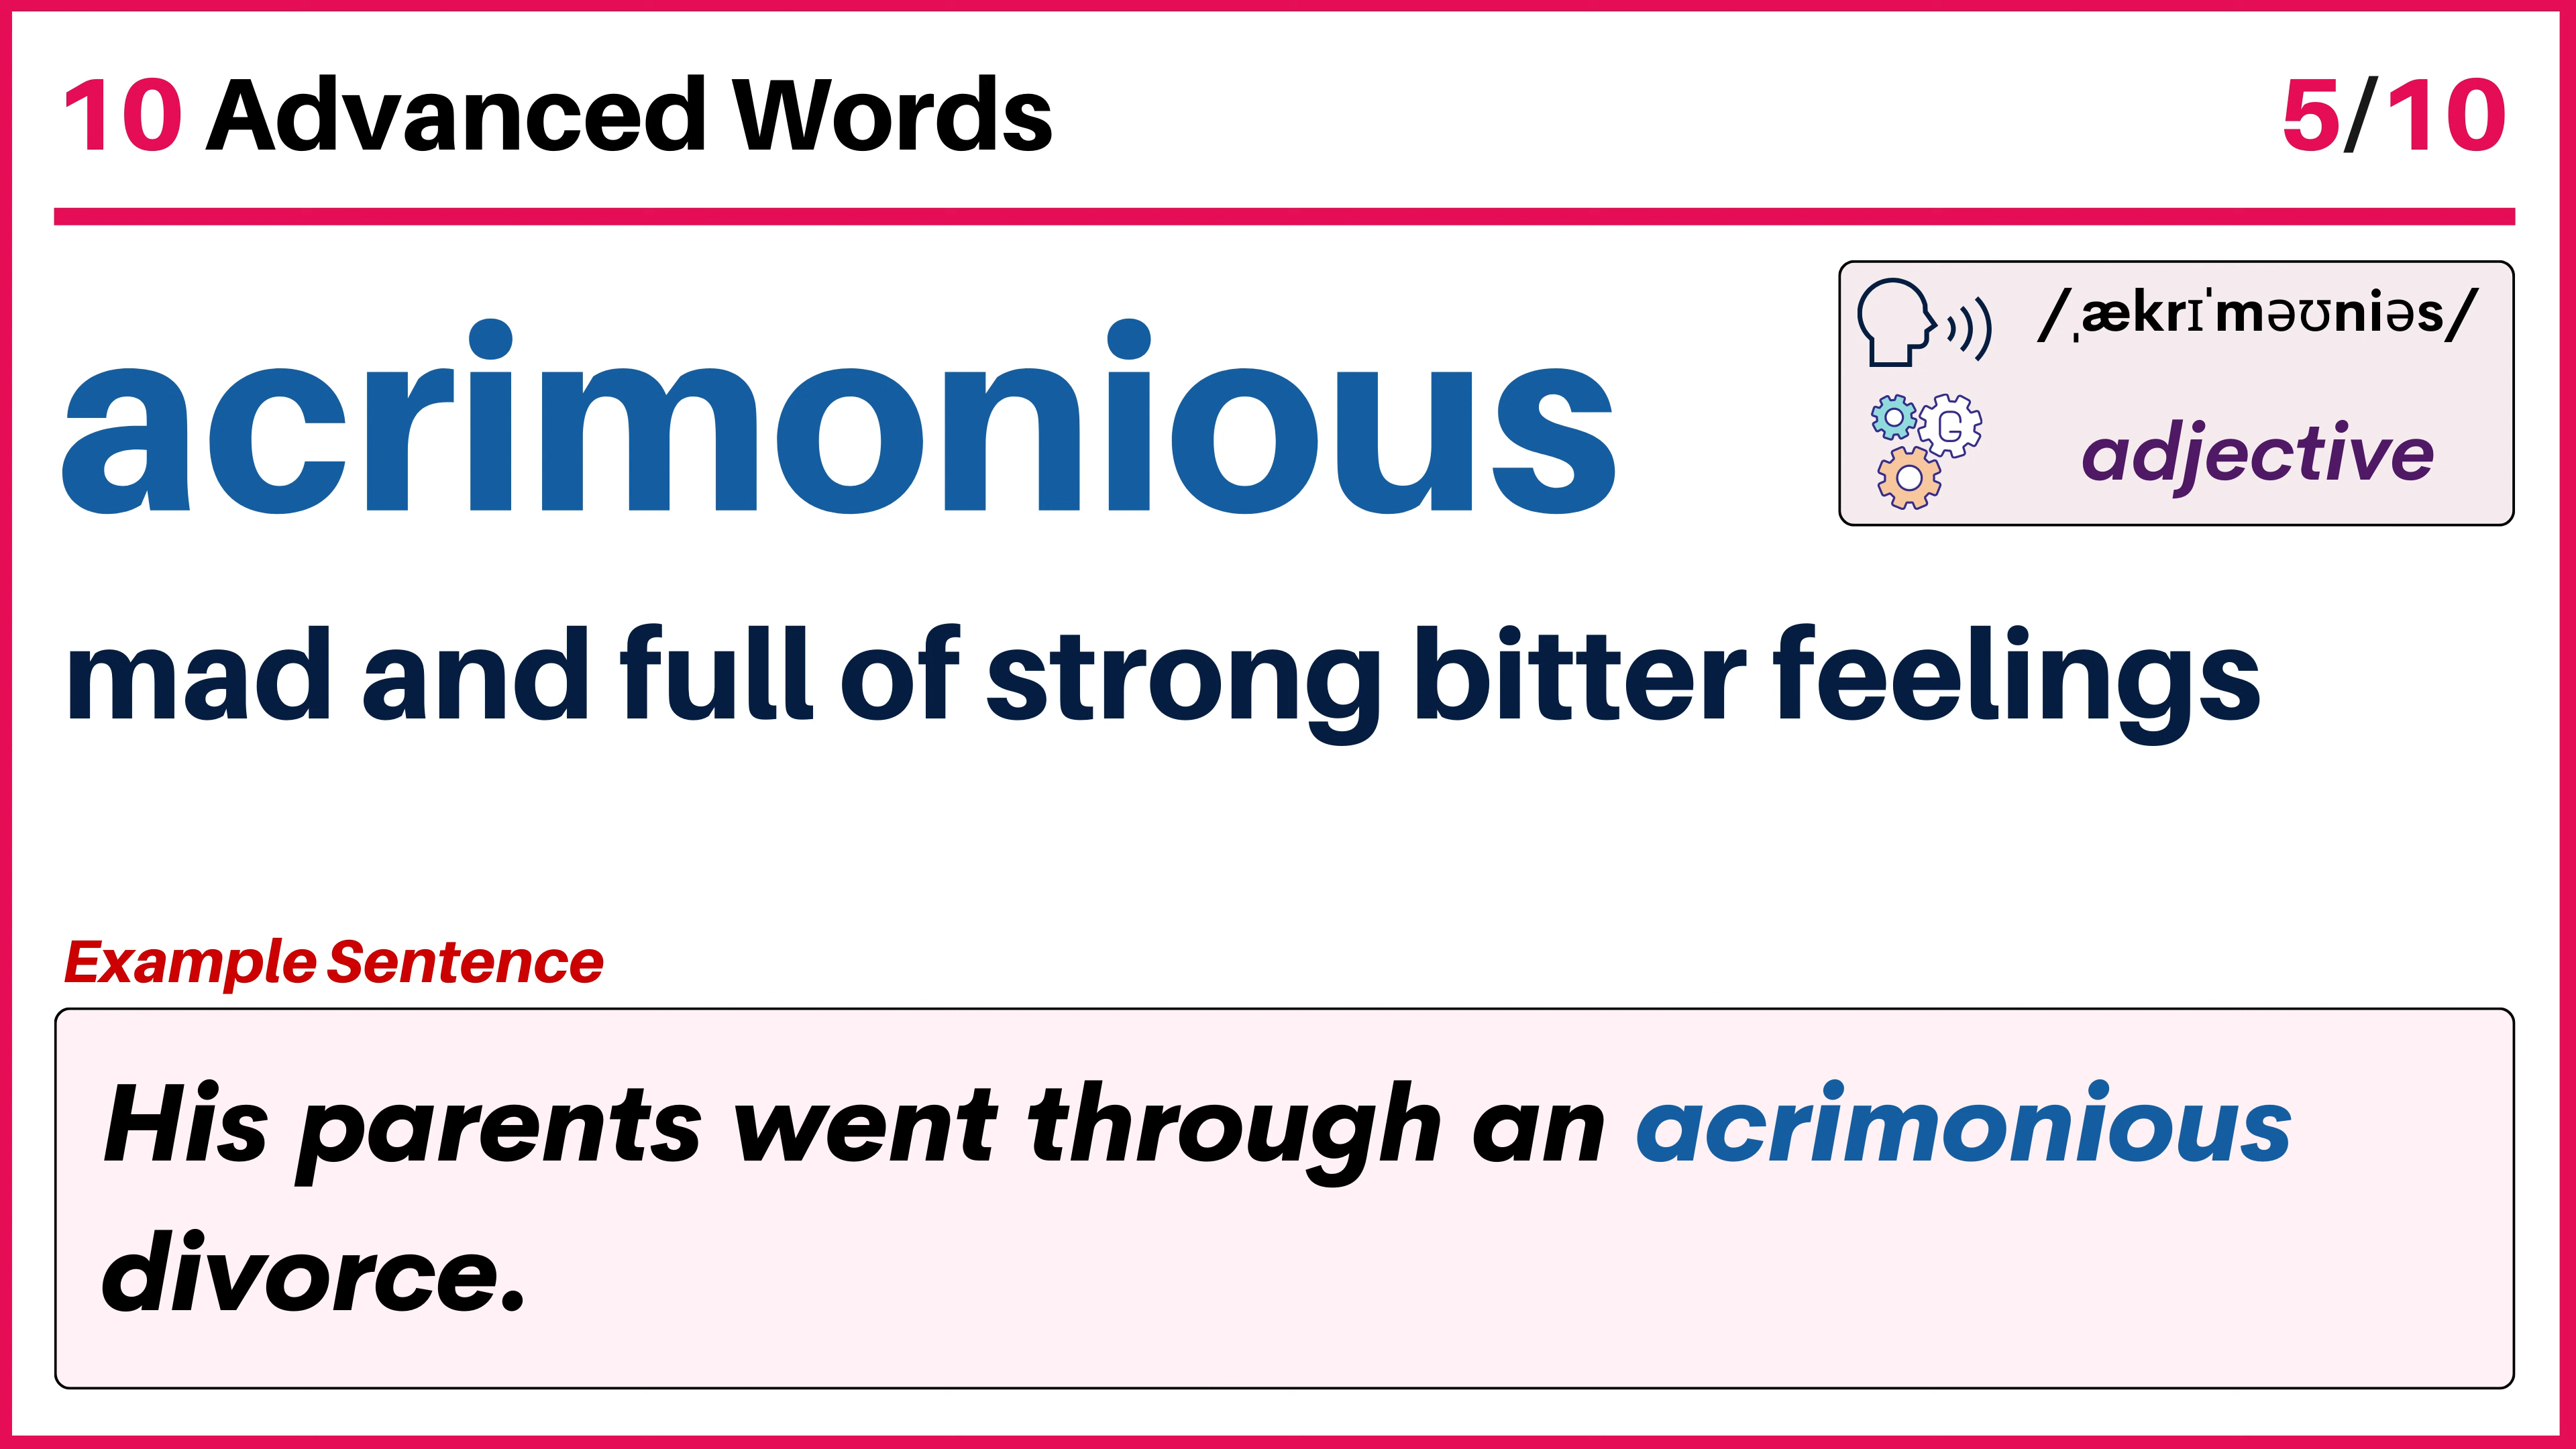 10 Advanced Words
5/10
acrimonious
/ˌækrɪˈməʊniəs/
G
adjective
mad and full of strong bitter feelings
Example Sentence
His parents went through an acrimonious
divorce.